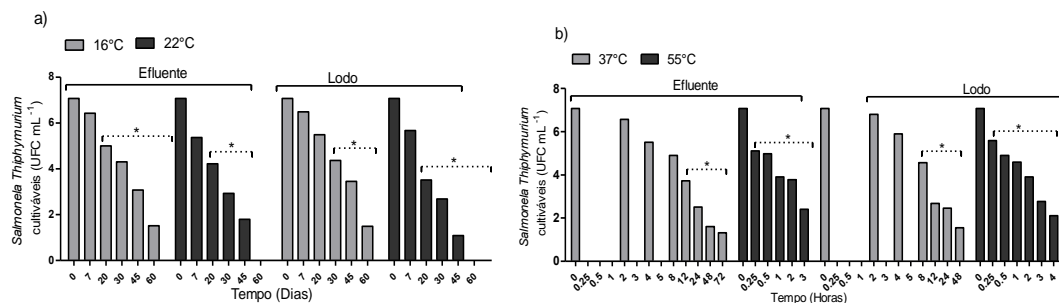 a)
16°C 22°C
Efluente Lodo
Salmonela Thiphymurium
cultiváveis (UFC mL -1)
8
6
4
2
0
* * * *
0 7 20 30 45 60 0 7 20 30 45 60 0 7 20 30 45 60 0 7 20 30 45 60
Tempo (Dias)
b)
37°C 55°C
Efluente Lodo
Salmonela Thiphymurium
cultiváveis (UFC mL -1)
8
6
4
2
0
* * * *
0 0.25 0.5 1 2 4 5 8 12 24 48 72 0 0.25 0.5 1 2 3 0 0.25 0.5 1 2 3 4 5 8 12 24 48 0 0.25 0.5 1 2 3 4
Tempo (Horas)